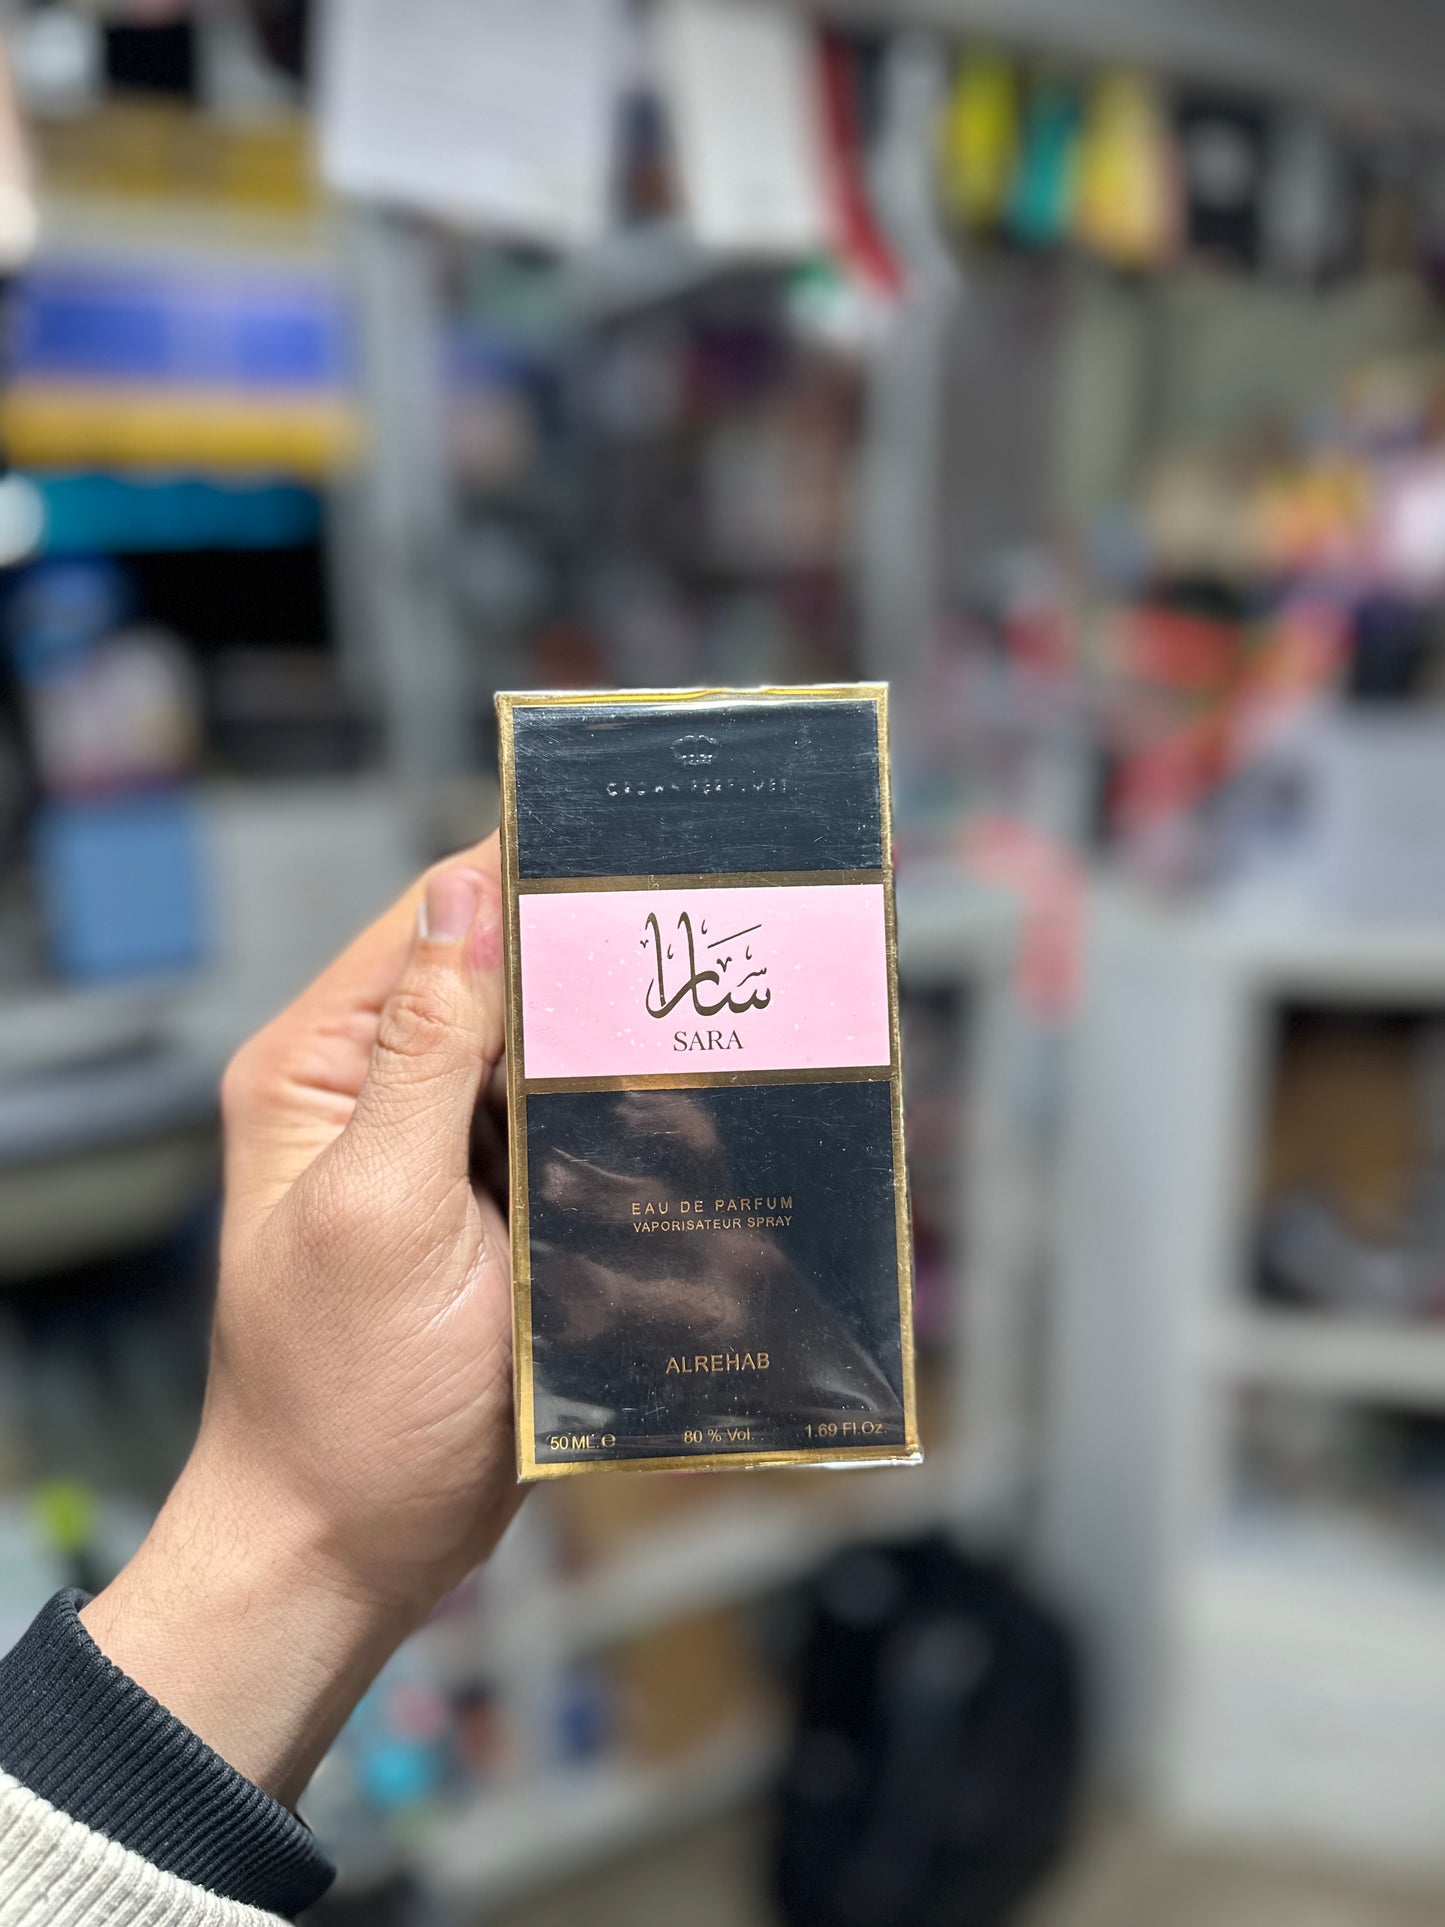 CROWN PERFUMES
سارا
SARA
EAU DE PARFUM
VAPORISATEUR SPRAY
ALREHAB
50 ML. ℮ 80 % Vol. 1.69 Fl.Oz.